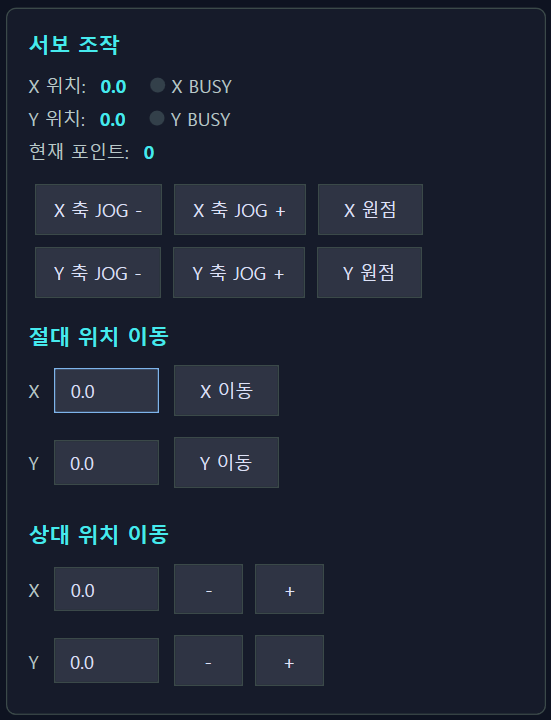 서보 조작
X 위치: 0.0 X BUSY
Y 위치: 0.0 Y BUSY
현재 포인트: 0
X 축 JOG - X 축 JOG + X 원점
Y 축 JOG - Y 축 JOG + Y 원점
절대 위치 이동
X 0.0 X 이동
Y 0.0 Y 이동
상대 위치 이동
X 0.0 - +
Y 0.0 - +